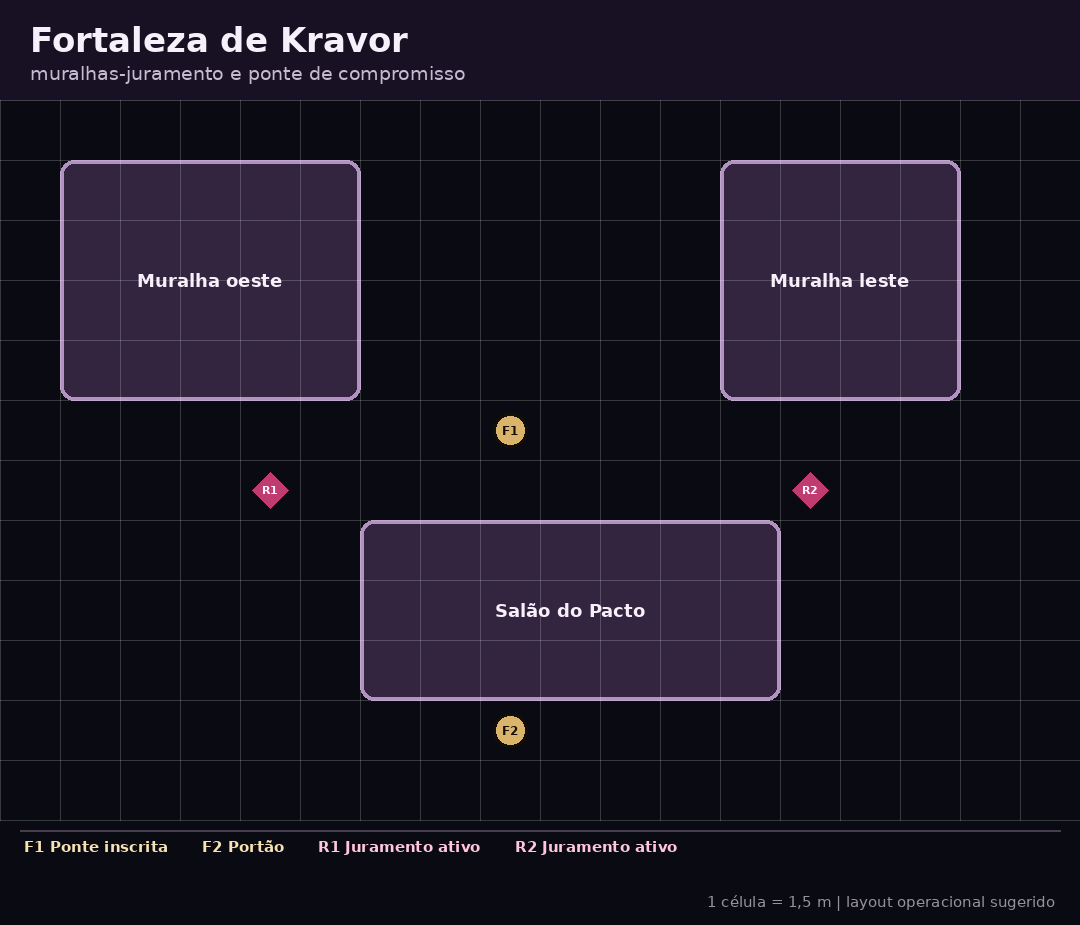 Fortaleza de Kravor
muralhas-juramento e ponte de compromisso
Muralha oeste
Muralha leste
F1
R1
R2
Salão do Pacto
F2
F1 Ponte inscrita F2 Portão R1 Juramento ativo R2 Juramento ativo
1 célula = 1,5 m | layout operacional sugerido